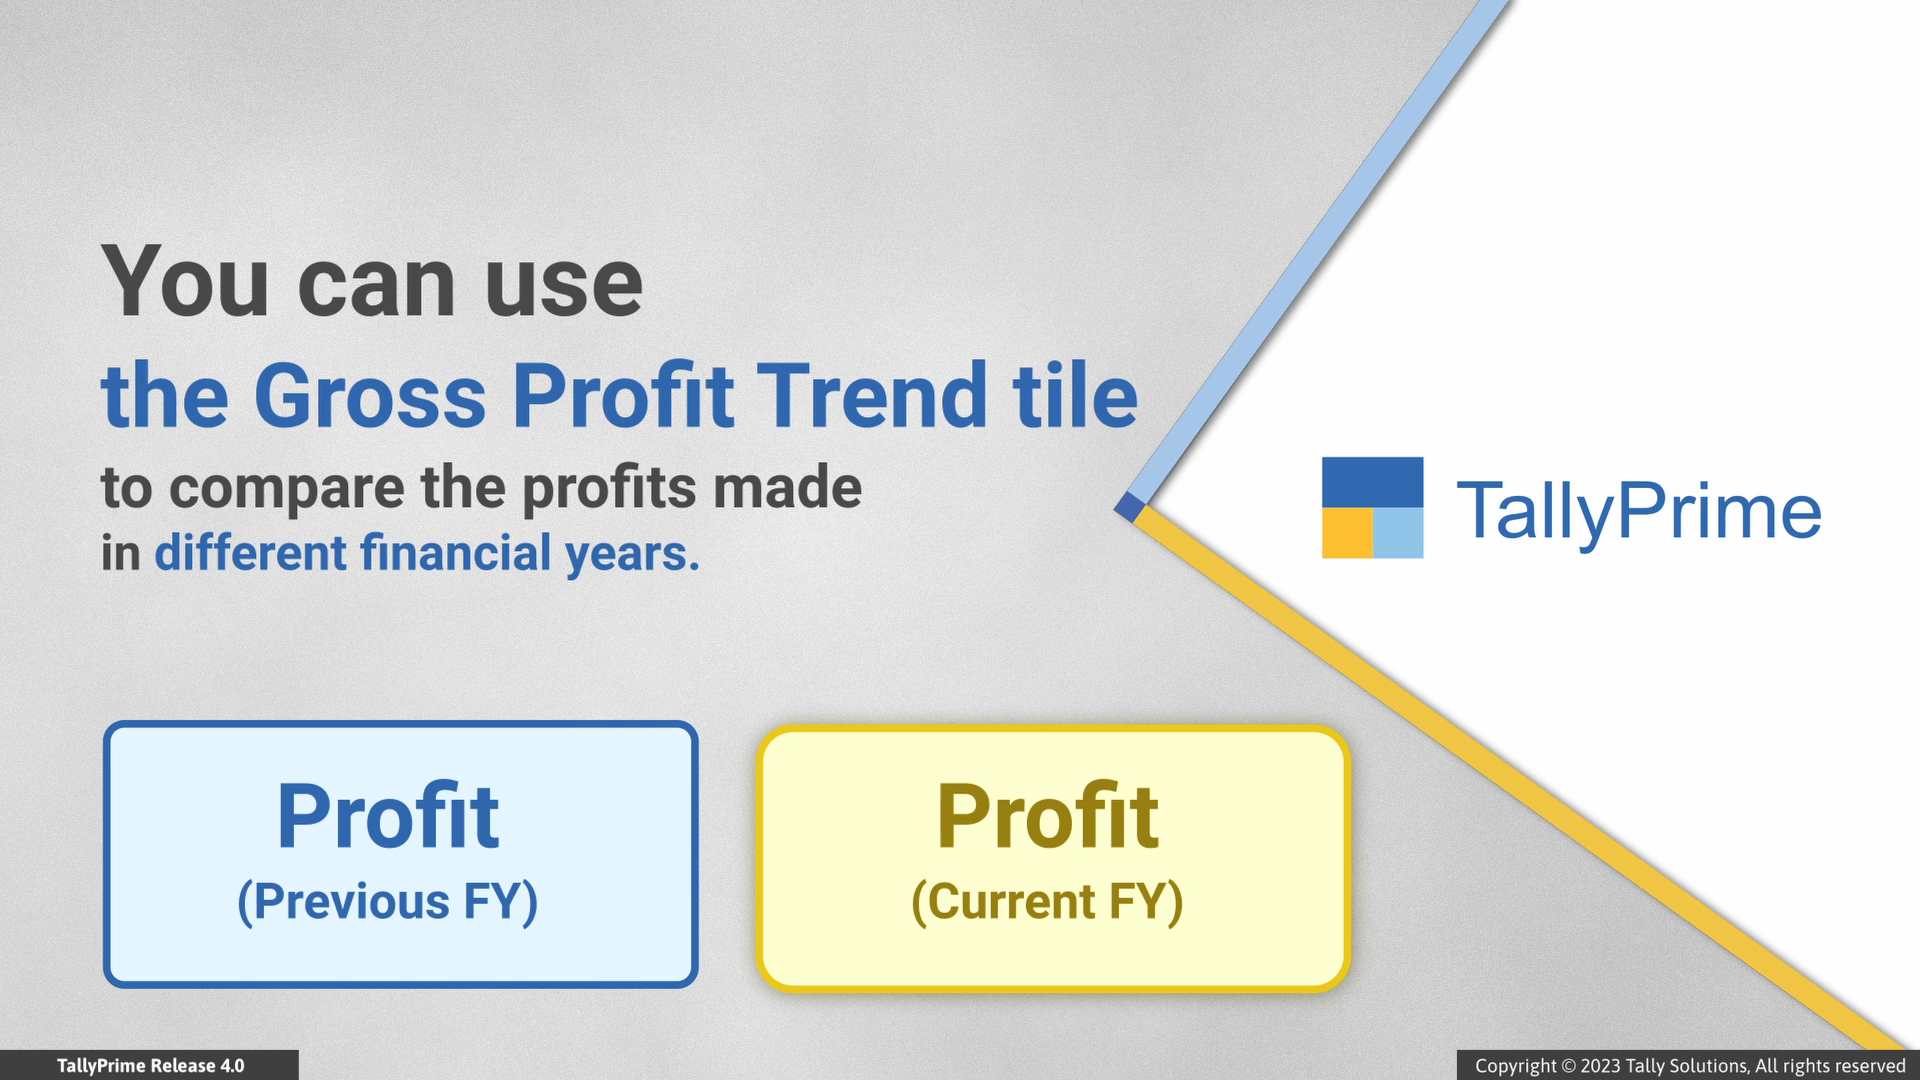 You can use
the Gross Profit Trend tile
to compare the profits made
in different financial years.
TallyPrime
Profit
(Previous FY)
Profit
(Current FY)
TallyPrime Release 4.0
Copyright © 2023 Tally Solutions, All rights reserved